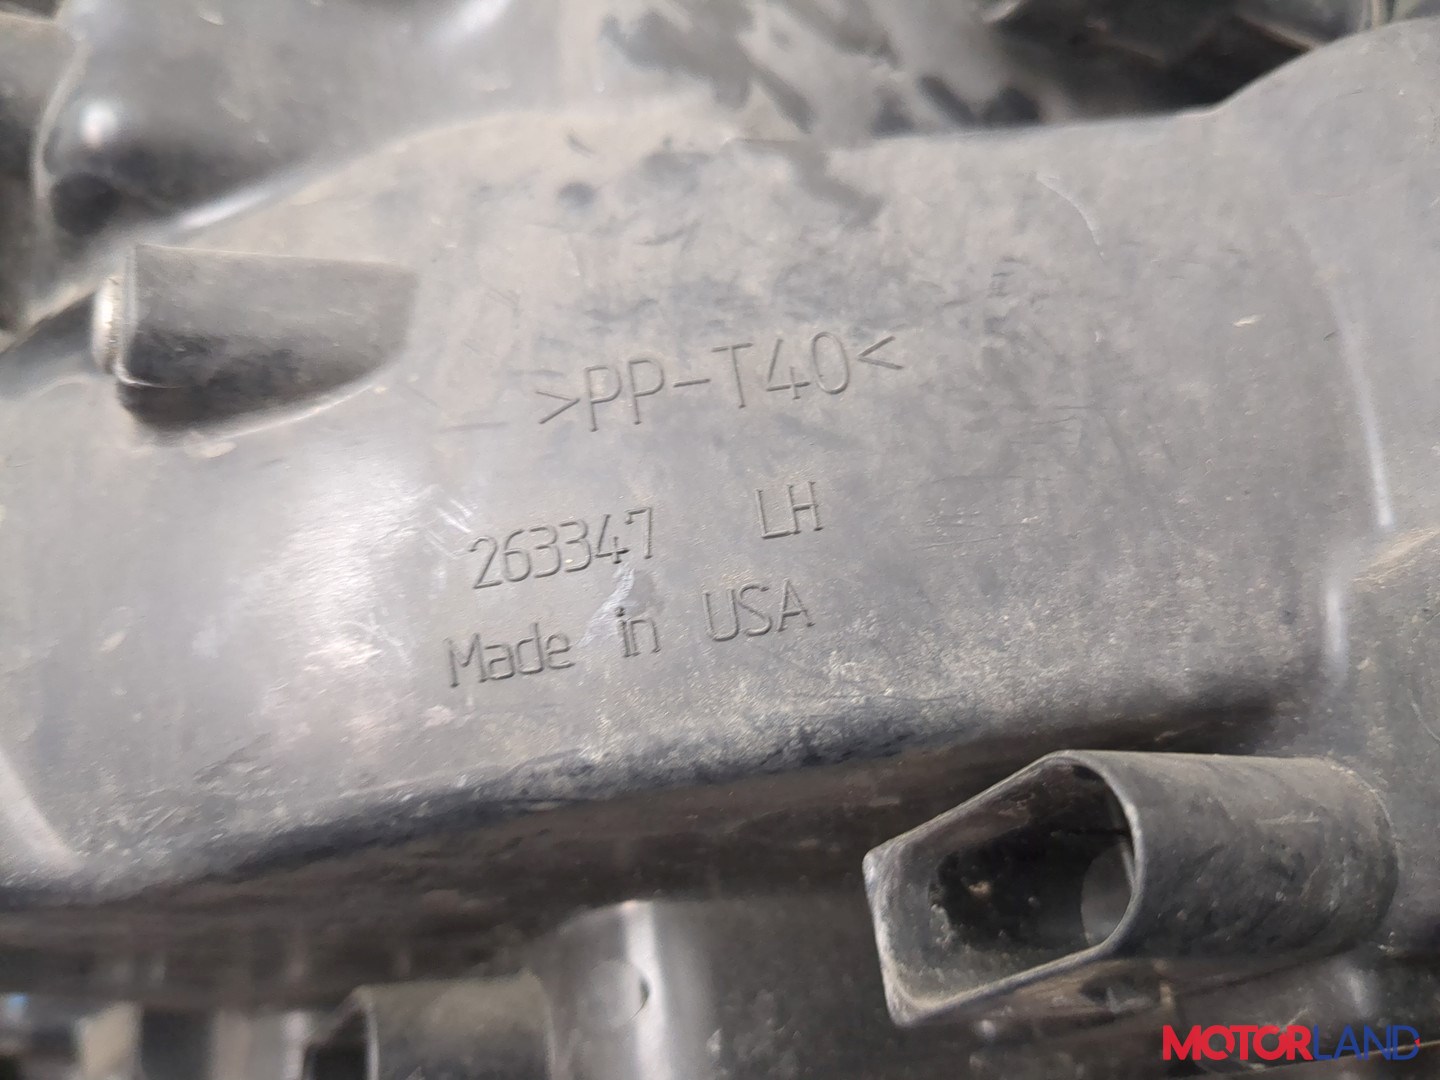 >PP-T40<
263347 LH
Made in USA
MOTORLAND